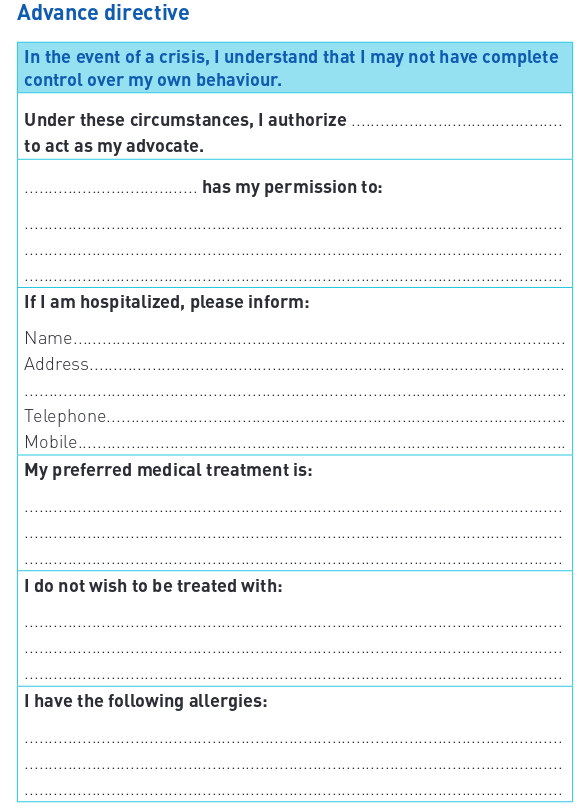 Advance directive
In the event of a crisis, I understand that I may not have complete
control over my own behaviour.
Under these circumstances, I authorize ...........................................
to act as my advocate.
.................................... has my permission to:
................................................................................................................
................................................................................................................
................................................................................................................
If I am hospitalized, please inform:
Name......................................................................................................
Address...................................................................................................
................................................................................................................
Telephone...............................................................................................
Mobile.....................................................................................................
My preferred medical treatment is:
................................................................................................................
................................................................................................................
................................................................................................................
I do not wish to be treated with:
................................................................................................................
................................................................................................................
................................................................................................................
I have the following allergies:
................................................................................................................
................................................................................................................
................................................................................................................